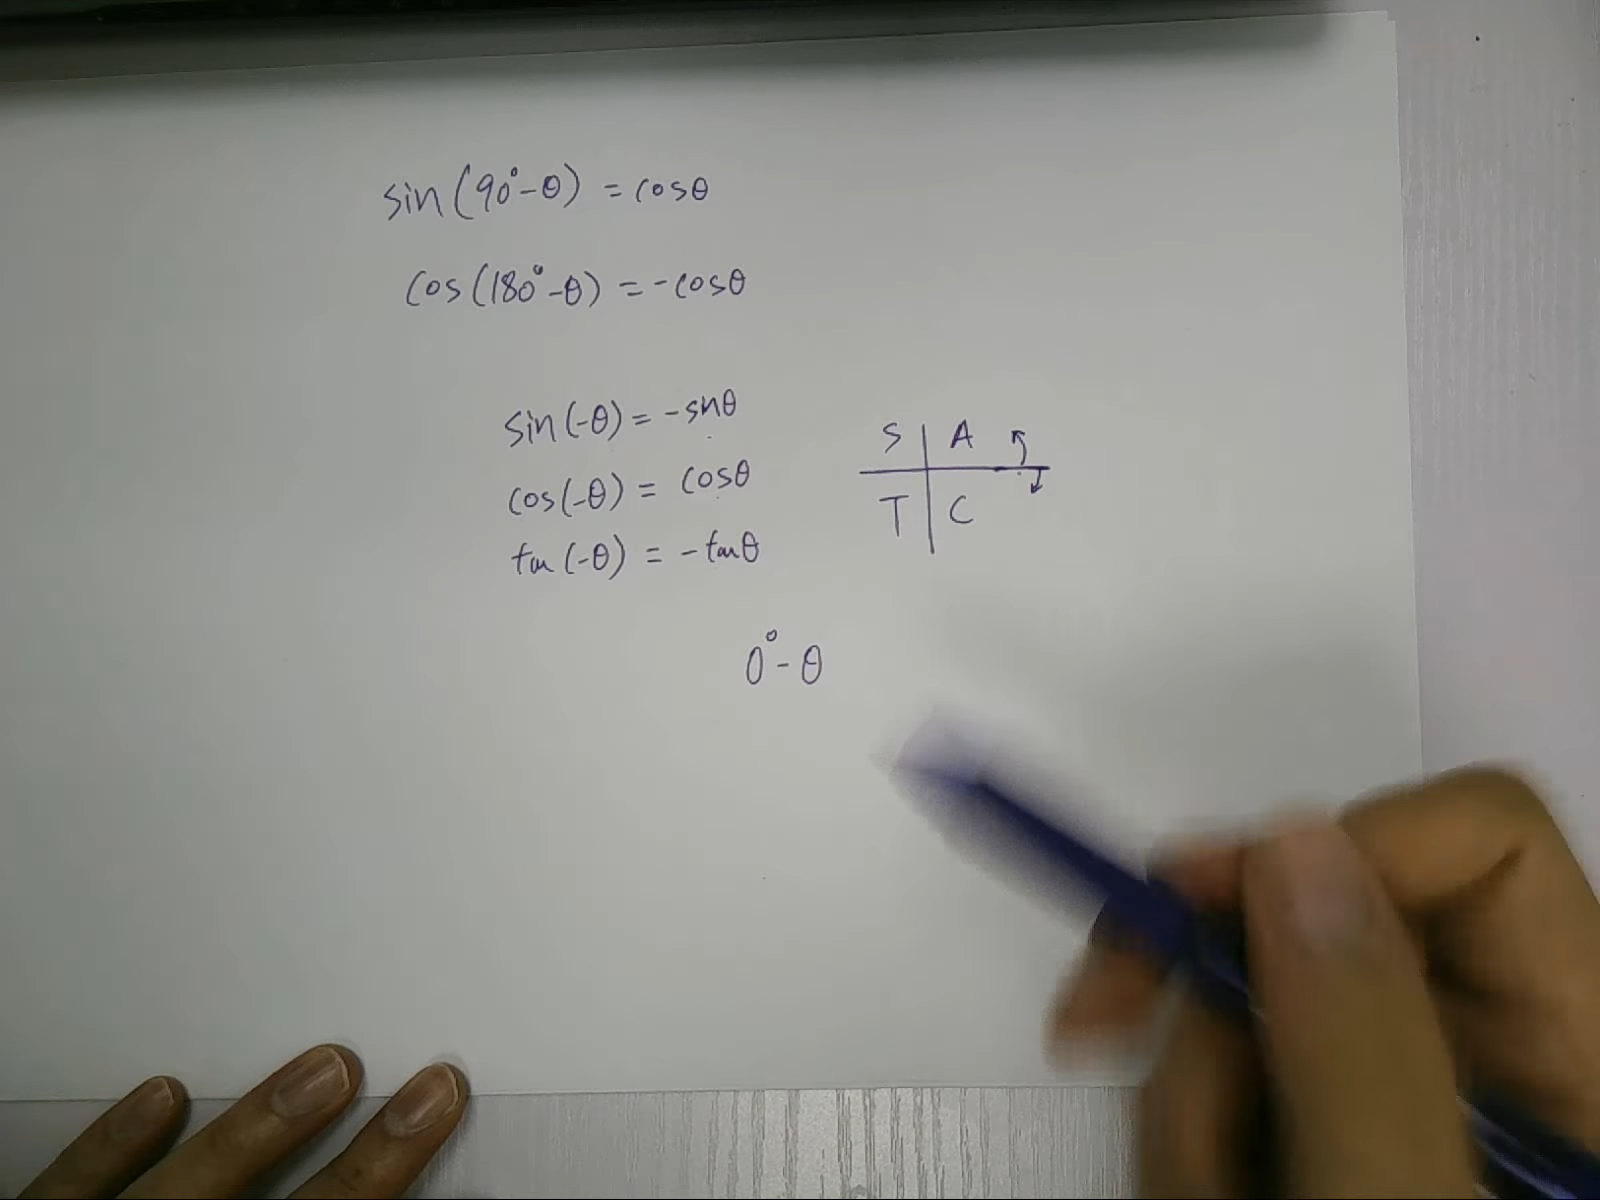 sin(90°-θ) = cosθ
cos(180°-θ) = -cosθ
sin(-θ) = -sinθ
cos(-θ) = cosθ
tan(-θ) = -tanθ
S A
T C
0°-θ